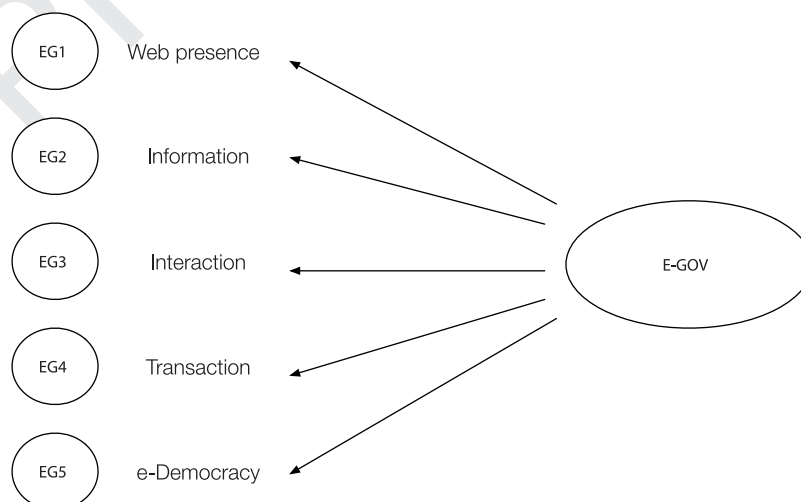 EG1 Web presence
EG2 Information
EG3 Interaction
E-GOV
EG4 Transaction
EG5 e-Democracy